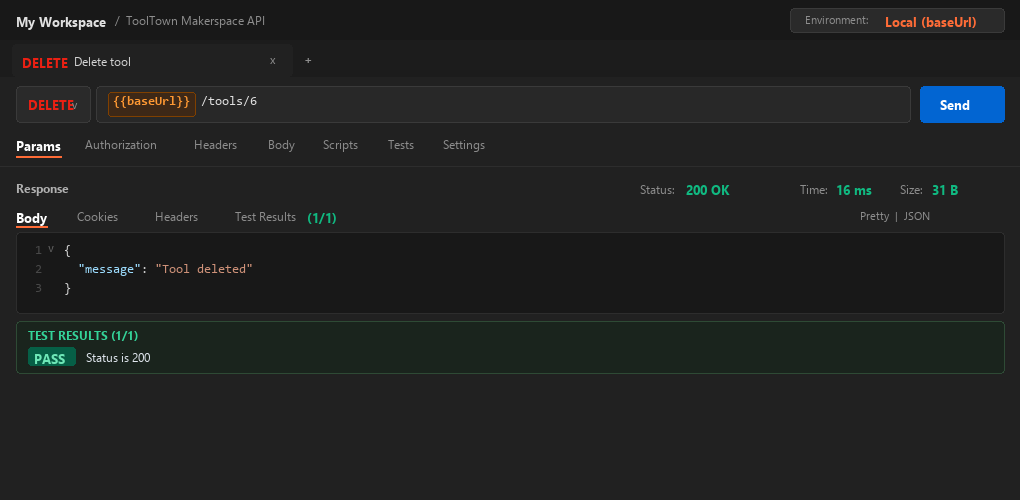 My Workspace / ToolTown Makerspace API
Environment: Local (baseUrl)
DELETE Delete tool x +
DELETE v {{baseUrl}} /tools/6 Send
Params Authorization Headers Body Scripts Tests Settings
Response Status: 200 OK Time: 16 ms Size: 31 B
Body Cookies Headers Test Results (1/1) Pretty | JSON
1 v {
2 "message": "Tool deleted"
3 }
TEST RESULTS (1/1)
PASS Status is 200